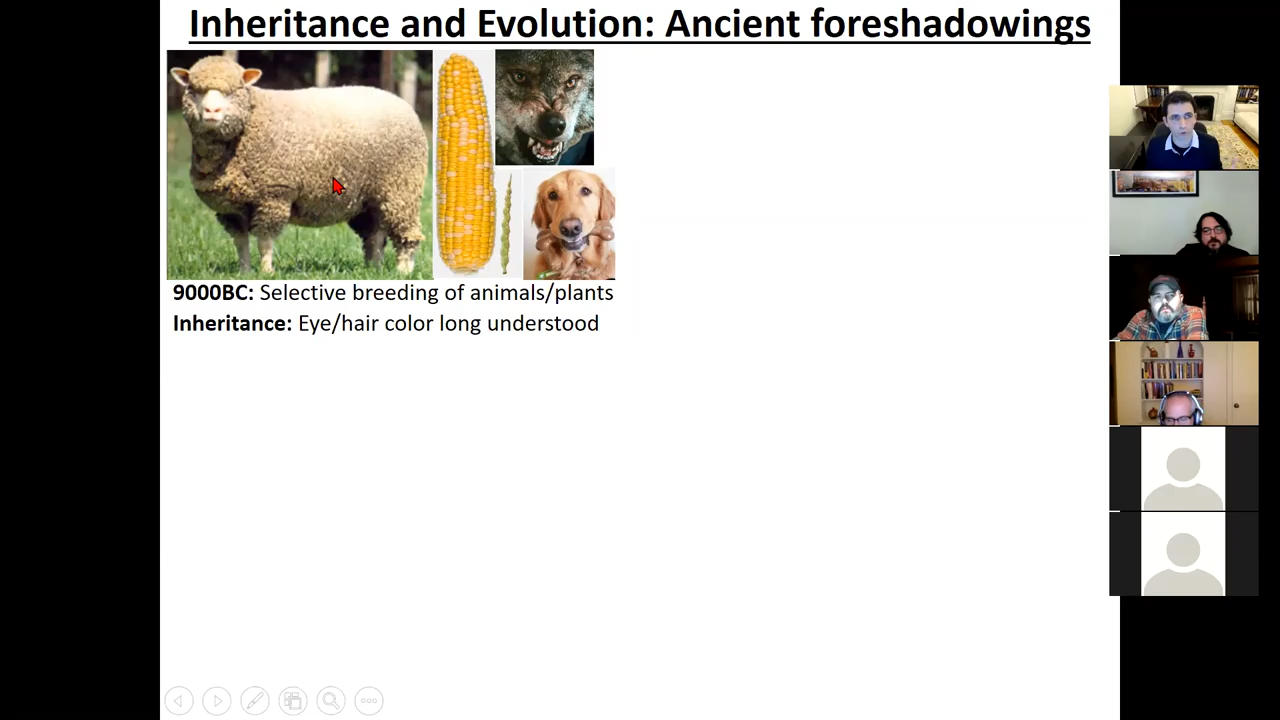 Inheritance and Evolution: Ancient foreshadowings
9000BC: Selective breeding of animals/plants
Inheritance: Eye/hair color long understood